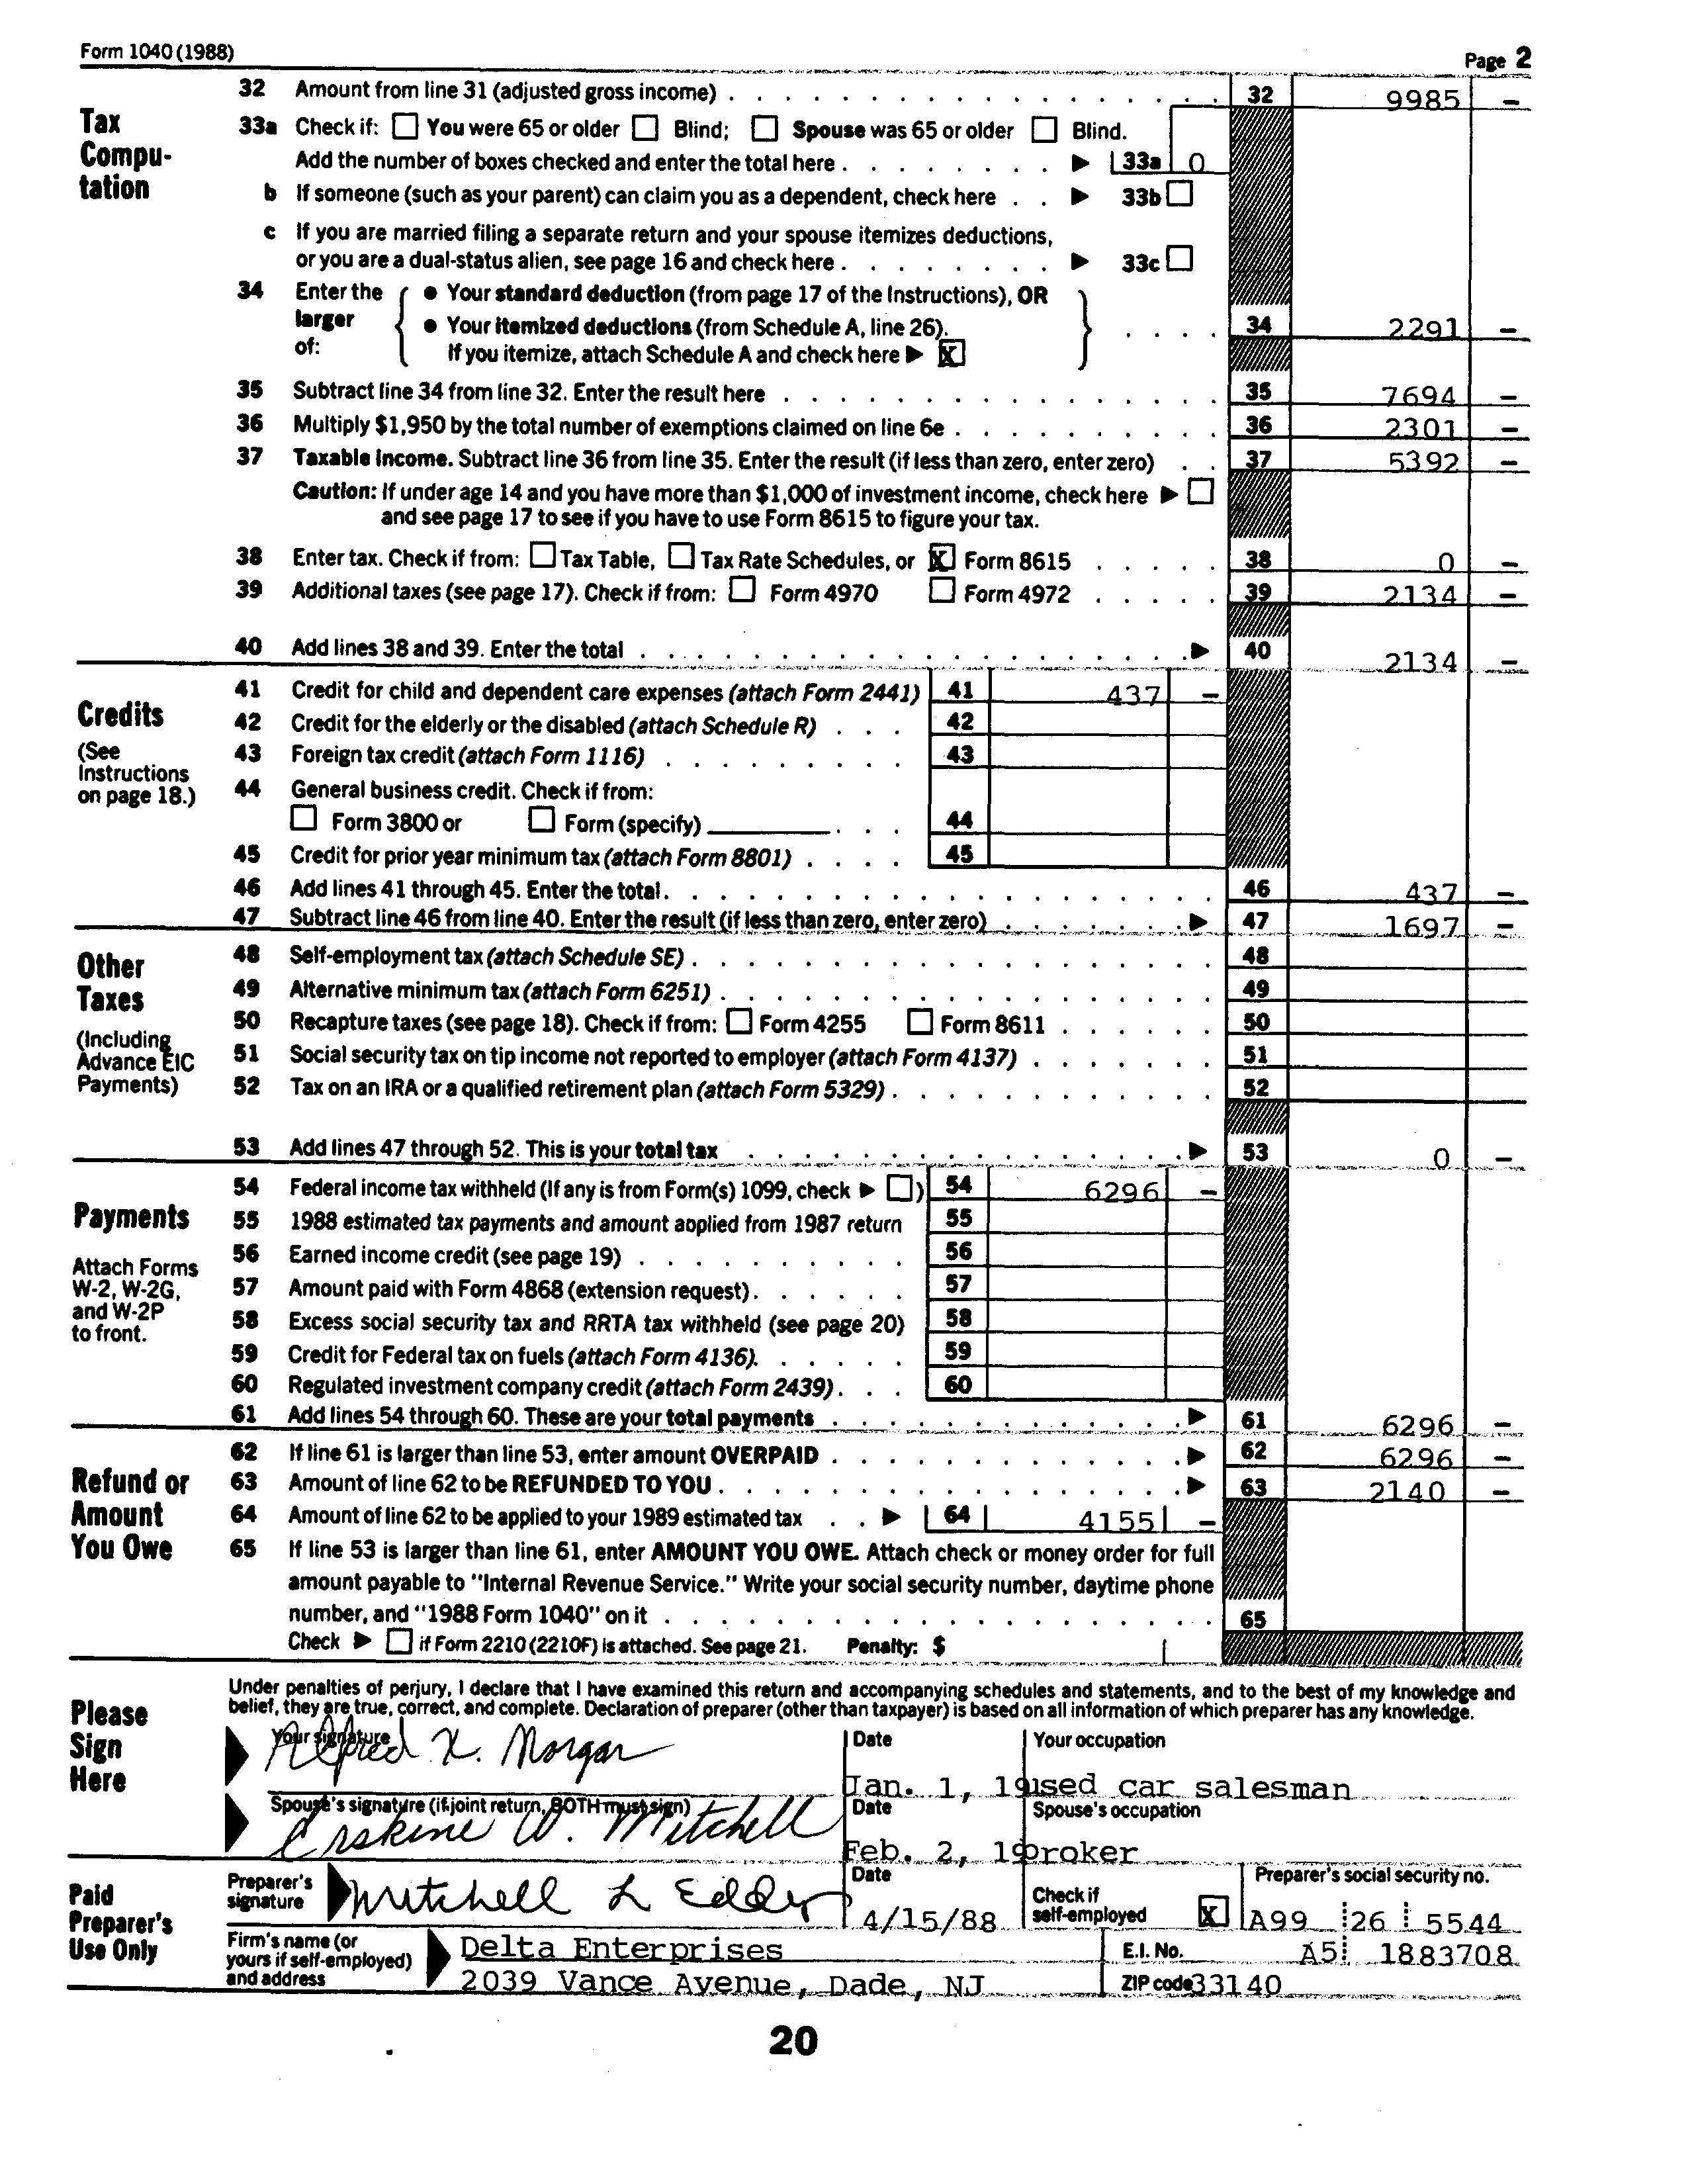 Form 1040 (1988) Page 2
Tax Compu- tation
32 Amount from line 31 (adjusted gross income) 32 9985 –
33a Check if: You were 65 or older Blind; Spouse was 65 or older Blind.
Add the number of boxes checked and enter the total here 33a 0
b If someone (such as your parent) can claim you as a dependent, check here 33b
c If you are married filing a separate return and your spouse itemizes deductions,
or you are a dual-status alien, see page 16 and check here 33c
34 Enter the larger of:
• Your standard deduction (from page 17 of the Instructions), OR
• Your itemized deductions (from Schedule A, line 26). 34 2291 –
If you itemize, attach Schedule A and check here X
35 Subtract line 34 from line 32. Enter the result here 35 7694 –
36 Multiply $1,950 by the total number of exemptions claimed on line 6e 36 2301 –
37 Taxable income. Subtract line 36 from line 35. Enter the result (if less than zero, enter zero) 37 5392 –
Caution: If under age 14 and you have more than $1,000 of investment income, check here
and see page 17 to see if you have to use Form 8615 to figure your tax.
38 Enter tax. Check if from: Tax Table, Tax Rate Schedules, or X Form 8615 38 0 –
39 Additional taxes (see page 17). Check if from: Form 4970 Form 4972 39 2134 –
40 Add lines 38 and 39. Enter the total 40 2134 –
Credits
(See Instructions on page 18.)
41 Credit for child and dependent care expenses (attach Form 2441) 41 437 –
42 Credit for the elderly or the disabled (attach Schedule R) 42
43 Foreign tax credit (attach Form 1116) 43
44 General business credit. Check if from:
Form 3800 or Form (specify) 44
45 Credit for prior year minimum tax (attach Form 8801) 45
46 Add lines 41 through 45. Enter the total 46 437 –
47 Subtract line 46 from line 40. Enter the result (if less than zero, enter zero) 47 1697 –
Other Taxes
(Including Advance EIC Payments)
48 Self-employment tax (attach Schedule SE) 48
49 Alternative minimum tax (attach Form 6251) 49
50 Recapture taxes (see page 18). Check if from: Form 4255 Form 8611 50
51 Social security tax on tip income not reported to employer (attach Form 4137) 51
52 Tax on an IRA or a qualified retirement plan (attach Form 5329) 52
53 Add lines 47 through 52. This is your total tax 53 0 –
Payments
Attach Forms W-2, W-2G, and W-2P to front.
54 Federal income tax withheld (If any is from Form(s) 1099, check ) 54 6296 –
55 1988 estimated tax payments and amount aoplied from 1987 return 55
56 Earned income credit (see page 19) 56
57 Amount paid with Form 4868 (extension request) 57
58 Excess social security tax and RRTA tax withheld (see page 20) 58
59 Credit for Federal tax on fuels (attach Form 4136) 59
60 Regulated investment company credit (attach Form 2439) 60
61 Add lines 54 through 60. These are your total payments 61 6296 –
Refund or Amount You Owe
62 If line 61 is larger than line 53, enter amount OVERPAID 62 6296 –
63 Amount of line 62 to be REFUNDED TO YOU 63 2140 –
64 Amount of line 62 to be applied to your 1989 estimated tax 64 4155 –
65 If line 53 is larger than line 61, enter AMOUNT YOU OWE. Attach check or money order for full
amount payable to "Internal Revenue Service." Write your social security number, daytime phone
number, and "1988 Form 1040" on it 65
Check if Form 2210 (2210F) is attached. See page 21. Penalty: $
Please Sign Here
Under penalties of perjury, I declare that I have examined this return and accompanying schedules and statements, and to the best of my knowledge and
belief, they are true, correct, and complete. Declaration of preparer (other than taxpayer) is based on all information of which preparer has any knowledge.
Your signature Date Your occupation
Alfred X. Morgan Jan. 1, 19 used car salesman
Spouse's signature (if joint return, BOTH must sign) Date Spouse's occupation
Erskine W. Mitchell Feb. 2, 19 broker
Paid Preparer's Use Only
Preparer's signature Mitchell L Edder Date 4/15/88 Check if self-employed X Preparer's social security no. A99 26 5544
Firm's name (or yours if self-employed) and address Delta Enterprises E.I. No. A5 1883708
2039 Vance Avenue, Dade, NJ ZIP code 33140
20